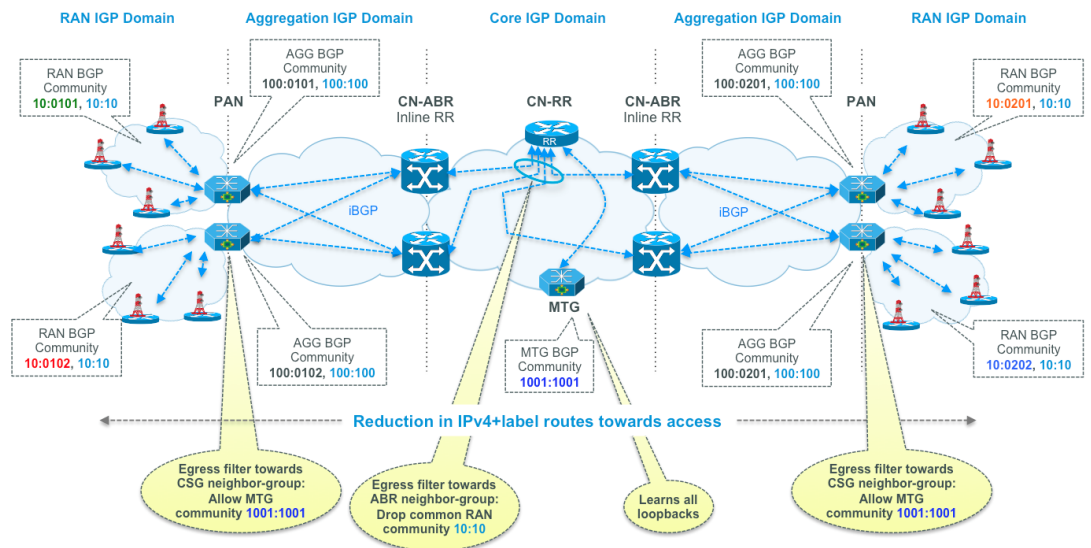 RAN IGP Domain
Aggregation IGP Domain
Core IGP Domain
Aggregation IGP Domain
RAN IGP Domain
RAN BGP
Community
10:0101, 10:10
PAN
AGG BGP
Community
100:0101, 100:100
CN-ABR
Inline RR
CN-RR
CN-ABR
Inline RR
AGG BGP
Community
100:0201, 100:100
PAN
RAN BGP
Community
10:0201, 10:10
RR
iBGP
iBGP
MTG
RAN BGP
Community
10:0102, 10:10
AGG BGP
Community
100:0102, 100:100
MTG BGP
Community
1001:1001
AGG BGP
Community
100:0201, 100:100
RAN BGP
Community
10:0202, 10:10
Reduction in IPv4+label routes towards access
Egress filter towards
CSG neighbor-group:
Allow MTG
community 1001:1001
Egress filter towards
ABR neighbor-group:
Drop common RAN
community 10:10
Learns all
loopbacks
Egress filter towards
CSG neighbor-group:
Allow MTG
community 1001:1001